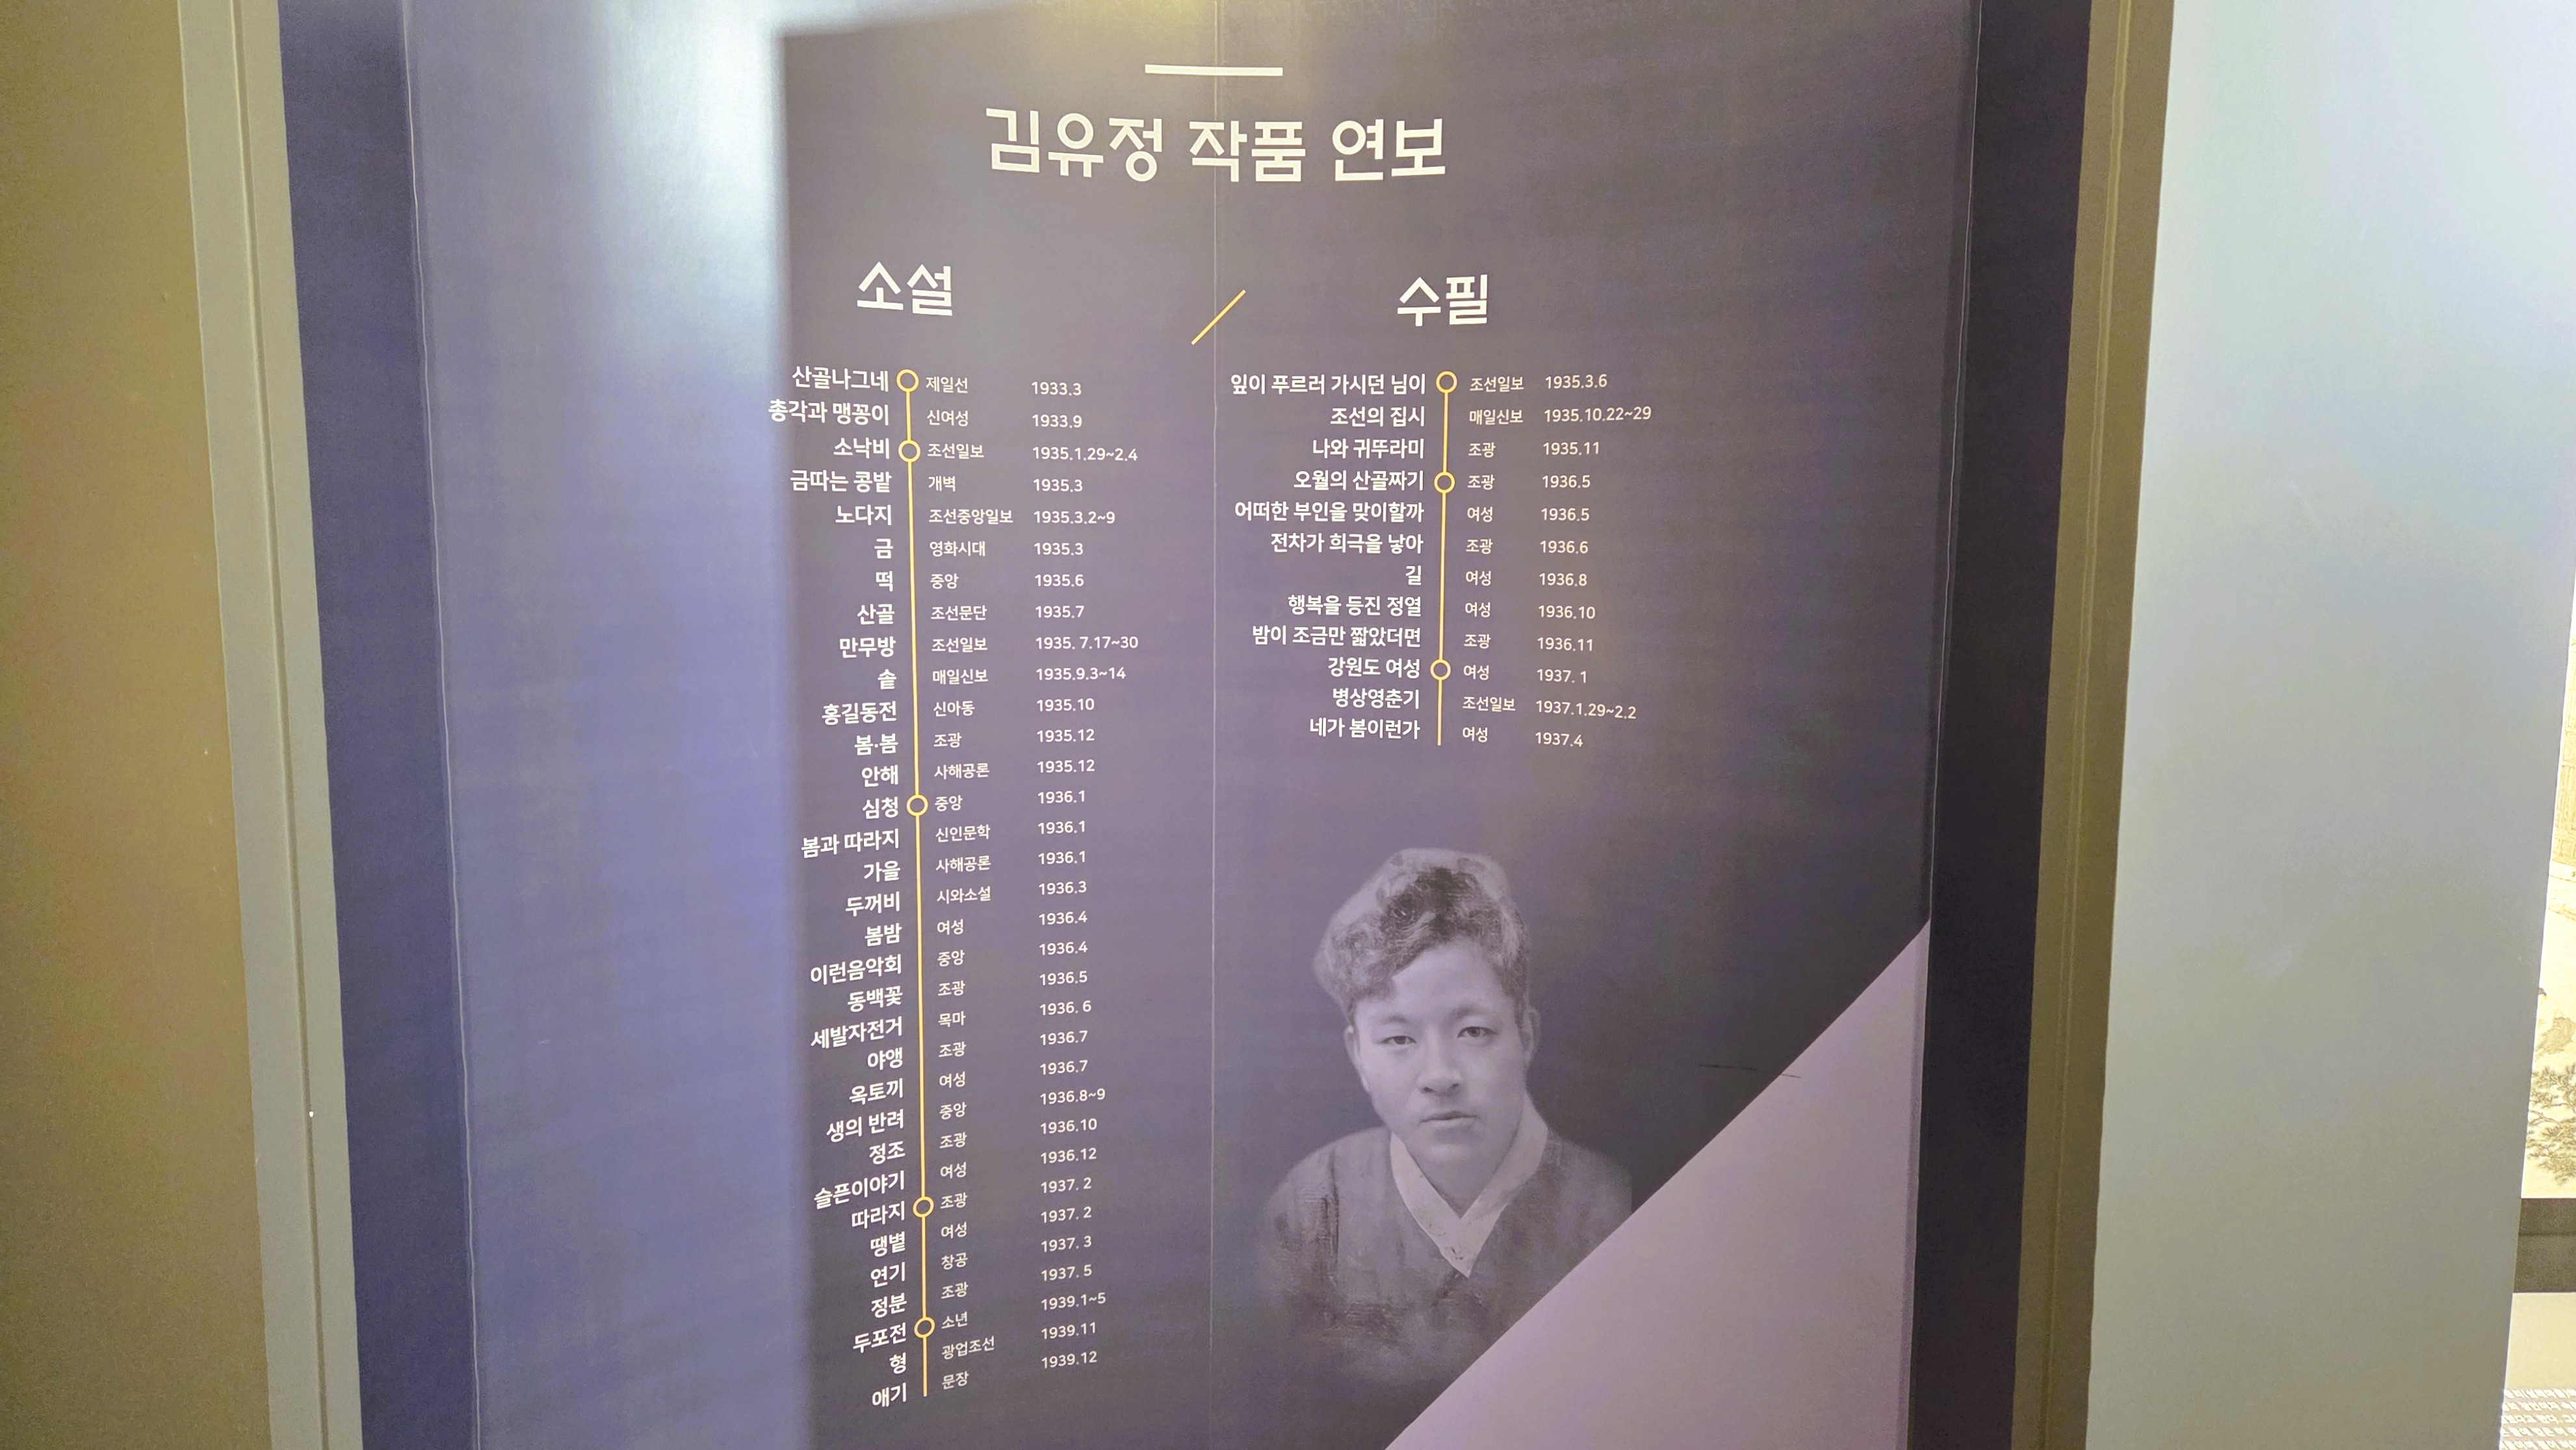 김유정 작품 연보
소설 / 수필
산골나그네 제일선 1933.3
총각과 맹꽁이 신여성 1933.9
소낙비 조선일보 1935.1.29~2.4
금따는 콩밭 개벽 1935.3
노다지 조선중앙일보 1935.3.2~9
금 영화시대 1935.3
떡 중앙 1935.6
산골 조선문단 1935.7
만무방 조선일보 1935. 7.17~30
솥 매일신보 1935.9.3~14
홍길동전 신아동 1935.10
봄·봄 조광 1935.12
안해 사해공론 1935.12
심청 중앙 1936.1
봄과 따라지 신인문학 1936.1
가을 사해공론 1936.1
두꺼비 시와소설 1936.3
봄밤 여성 1936.4
이런음악회 중앙 1936.4
동백꽃 조광 1936.5
세발자전거 목마 1936. 6
야앵 조광 1936.7
옥토끼 여성 1936.7
생의 반려 중앙 1936.8~9
정조 조광 1936.10
슬픈이야기 여성 1936.12
따라지 조광 1937. 2
땡볕 여성 1937. 2
연기 창공 1937. 3
정분 조광 1937. 5
두포전 소년 1939.1~5
형 광업조선 1939.11
애기 문장 1939.12
잎이 푸르러 가시던 님이 조선일보 1935.3.6
조선의 집시 매일신보 1935.10.22~29
나와 귀뚜라미 조광 1935.11
오월의 산골짜기 조광 1936.5
어떠한 부인을 맞이할까 여성 1936.5
전차가 희극을 낳아 조광 1936.6
길 여성 1936.8
행복을 등진 정열 여성 1936.10
밤이 조금만 짧았더면 조광 1936.11
강원도 여성 여성 1937. 1
병상영춘기 조선일보 1937.1.29~2.2
네가 봄이런가 여성 1937.4